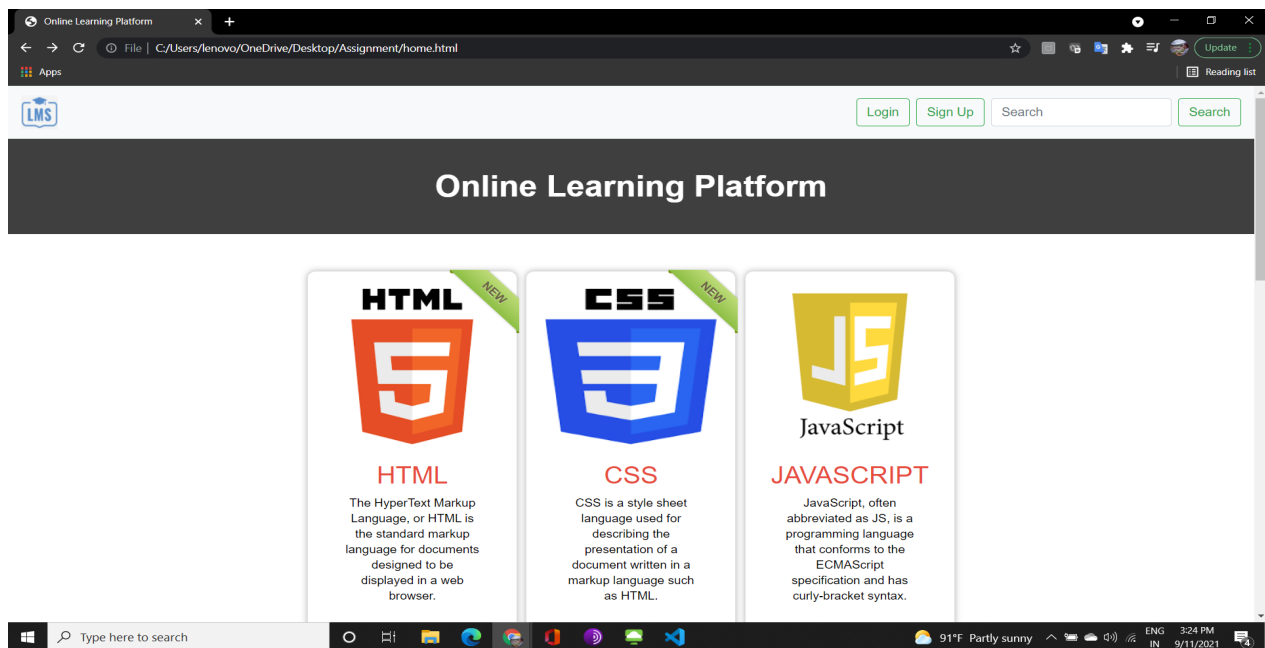 Online Learning Platform
File | C:/Users/lenovo/OneDrive/Desktop/Assignment/home.html
Update
Apps
Reading list
LMS
Login Sign Up Search Search
Online Learning Platform
HTML NEW
CSS NEW
JS
JavaScript
HTML
The HyperText Markup
Language, or HTML is
the standard markup
language for documents
designed to be
displayed in a web
browser.
CSS
CSS is a style sheet
language used for
describing the
presentation of a
document written in a
markup language such
as HTML.
JAVASCRIPT
JavaScript, often
abbreviated as JS, is a
programming language
that conforms to the
ECMAScript
specification and has
curly-bracket syntax.
Type here to search
91°F Partly sunny
ENG
IN
3:24 PM
9/11/2021
4